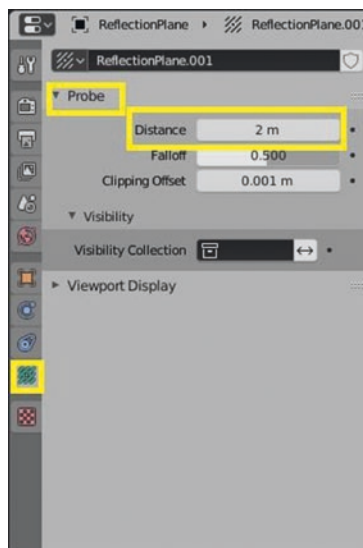 ReflectionPlane ReflectionPlane.001
ReflectionPlane.001
Probe
Distance 2 m
Falloff 0.500
Clipping Offset 0.001 m
Visibility
Visibility Collection
Viewport Display